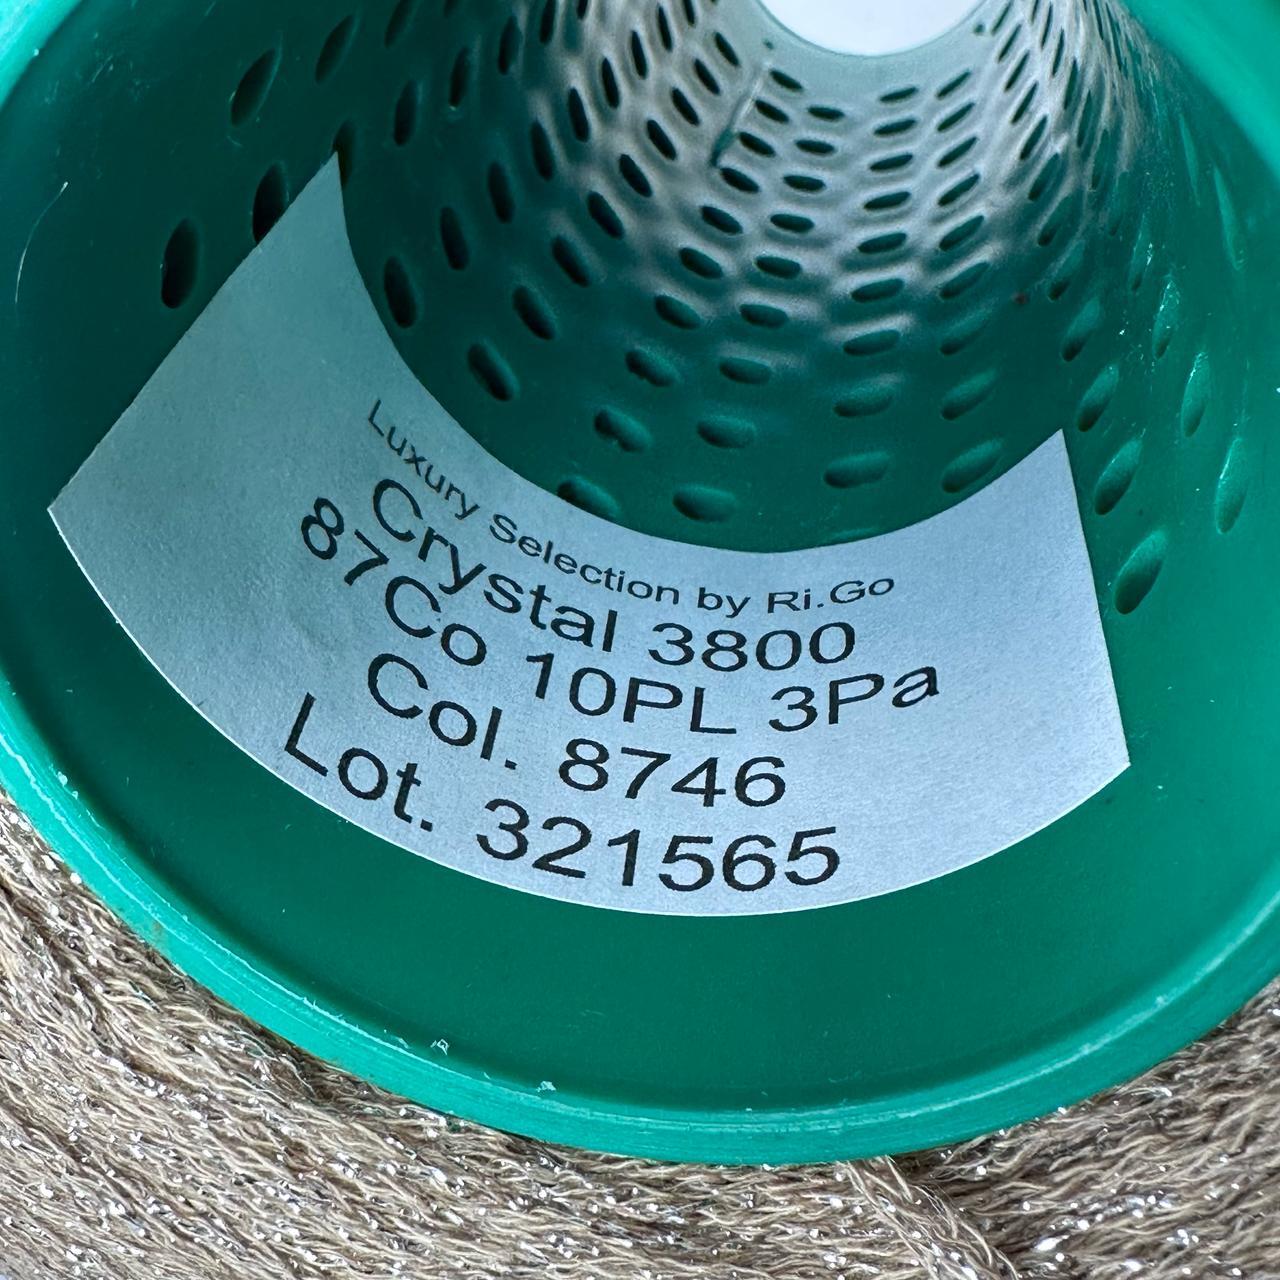 Luxury Selection by Ri.Go
Crystal 3800
87Co 10PL 3Pa
Col. 8746
Lot. 321565